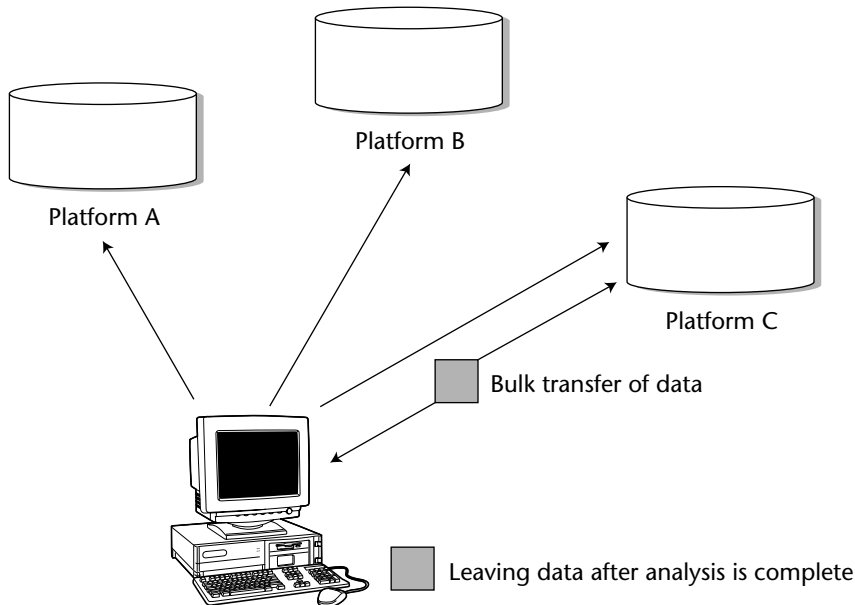 Platform B
Platform A
Platform C
Bulk transfer of data
Leaving data after analysis is complete